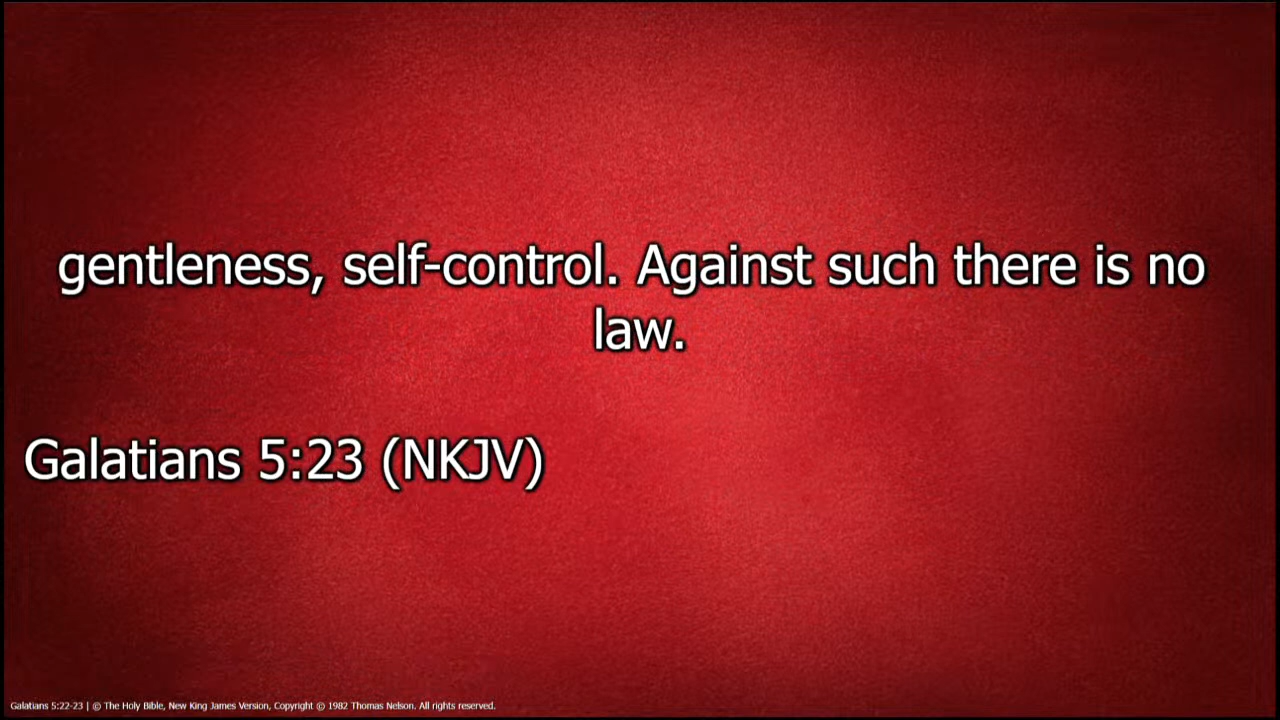 gentleness, self-control. Against such there is no
law.
Galatians 5:23 (NKJV)
Galatians 5:22-23 | © The Holy Bible, New King James Version, Copyright © 1982 Thomas Nelson. All rights reserved.